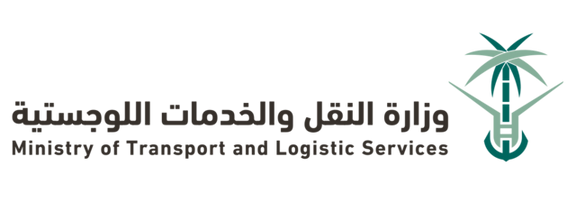 وزارة النقل والخدمات اللوجستية
Ministry of Transport and Logistic Services